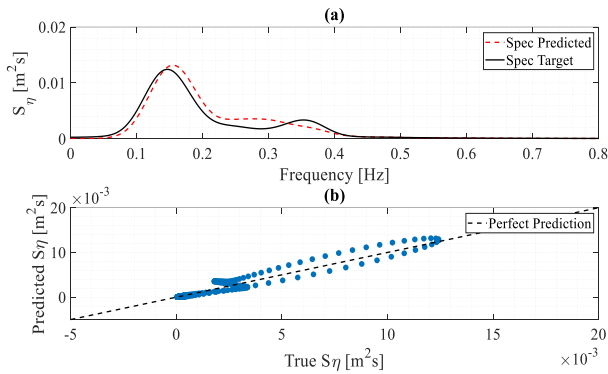 (a)
0.02
0.01
0
S_η [m²s]
Spec Predicted
Spec Target
0 0.1 0.2 0.3 0.4 0.5 0.6 0.7 0.8
Frequency [Hz]
(b)
×10⁻³
20
10
0
Predicted Sη [m²s]
Perfect Prediction
-5 0 5 10 15 20
True Sη [m²s]
×10⁻³